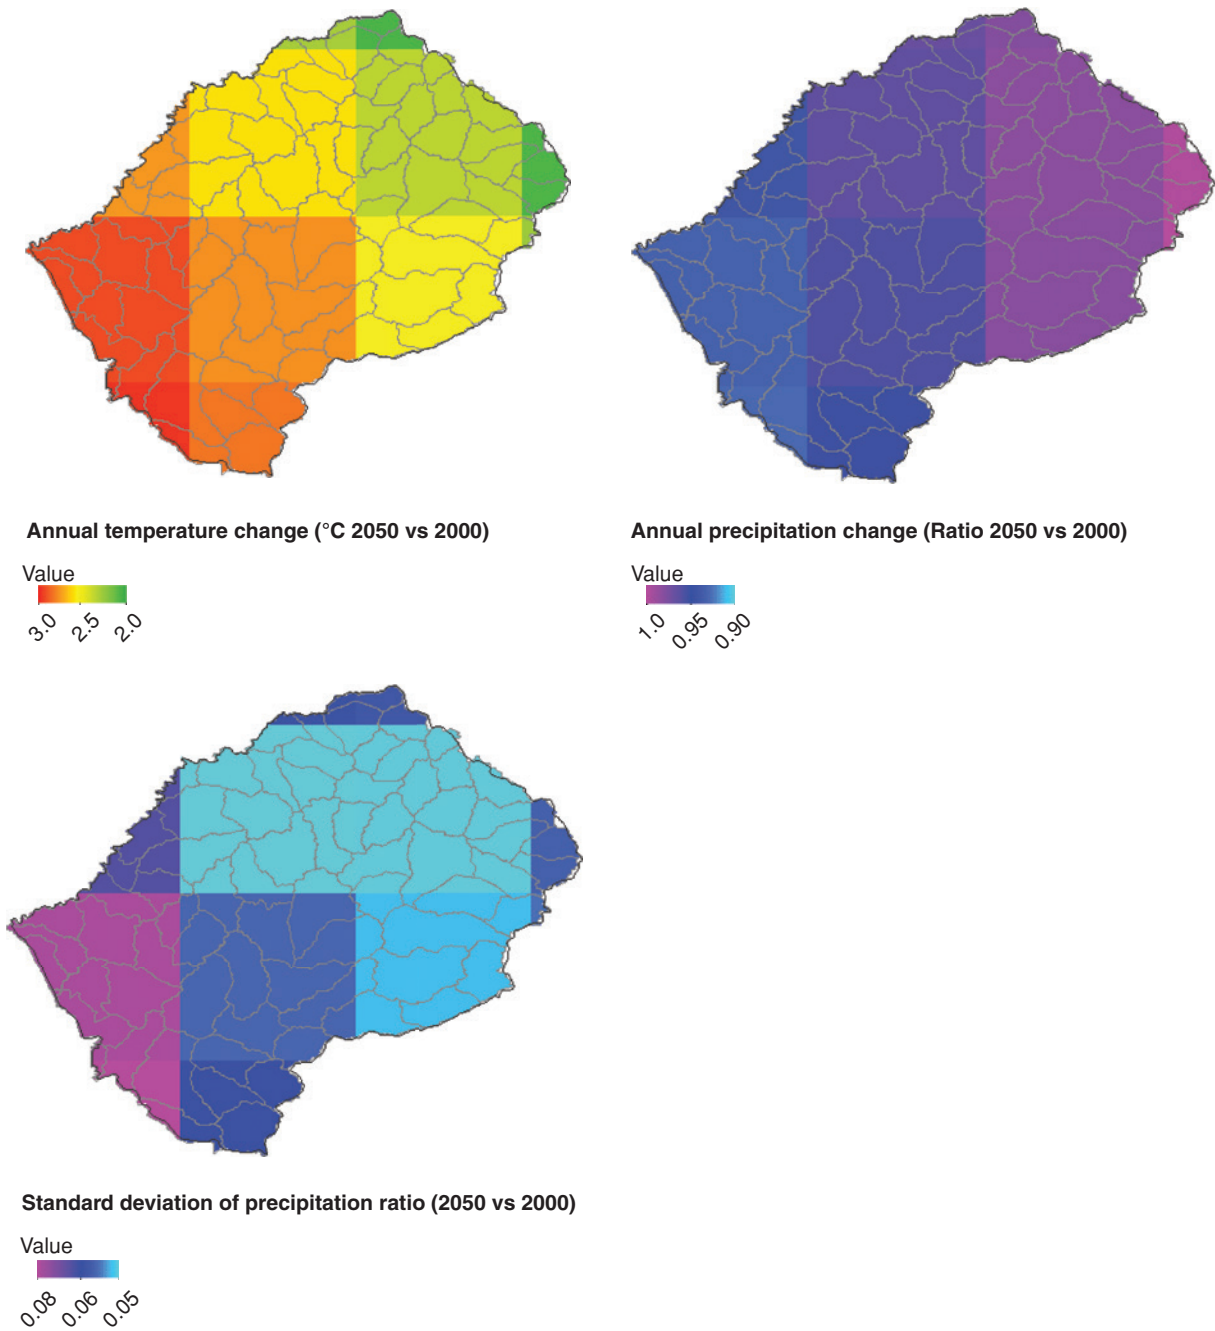 Annual temperature change (°C 2050 vs 2000)
Value
3.0 2.5 2.0
Annual precipitation change (Ratio 2050 vs 2000)
Value
1.0 0.95 0.90
Standard deviation of precipitation ratio (2050 vs 2000)
Value
0.08 0.06 0.05